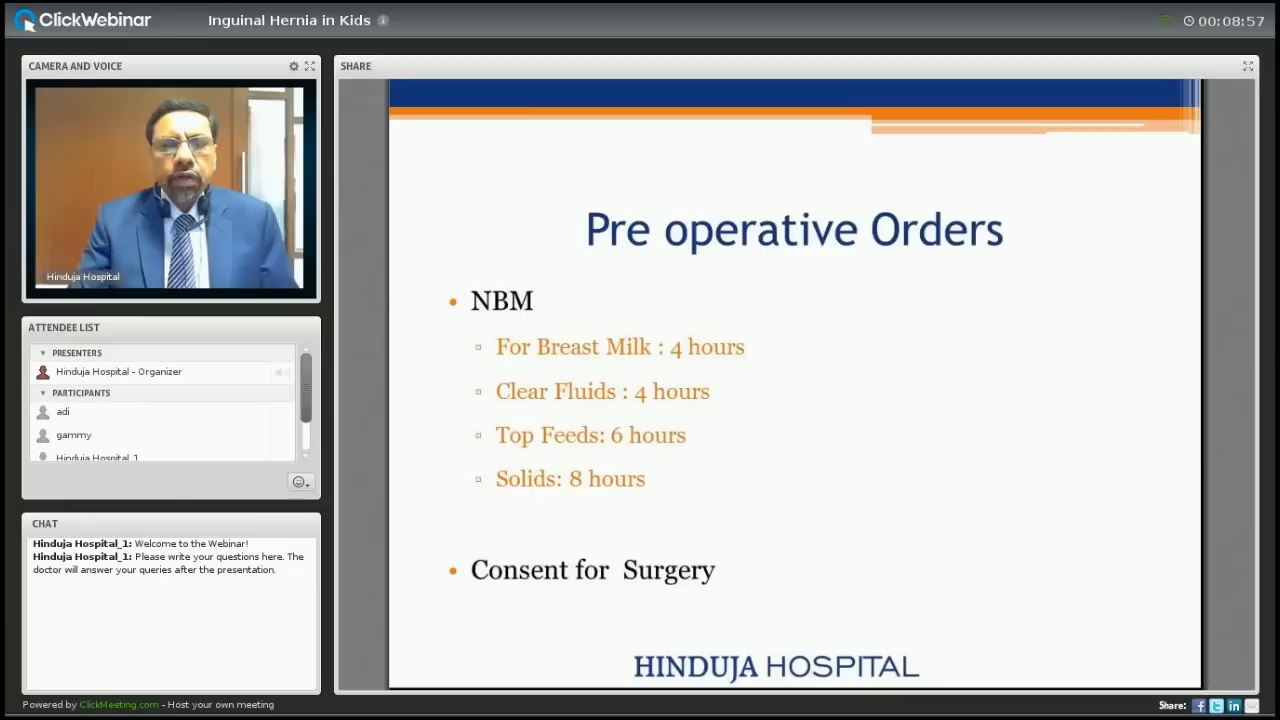 ClickWebinar
Inguinal Hernia in Kids
00:08:57
CAMERA AND VOICE
Hinduja Hospital
ATTENDEE LIST
PRESENTERS
Hinduja Hospital - Organizer
PARTICIPANTS
adi
gammy
Hinduja Hospital_1
CHAT
Hinduja Hospital_1: Welcome to the Webinar!
Hinduja Hospital_1: Please write your questions here. The
doctor will answer your queries after the presentation.
SHARE
Pre operative Orders
• NBM
▫ For Breast Milk : 4 hours
▫ Clear Fluids : 4 hours
▫ Top Feeds: 6 hours
▫ Solids: 8 hours
• Consent for Surgery
HINDUJA HOSPITAL
Powered by ClickMeeting.com - Host your own meeting
Share: